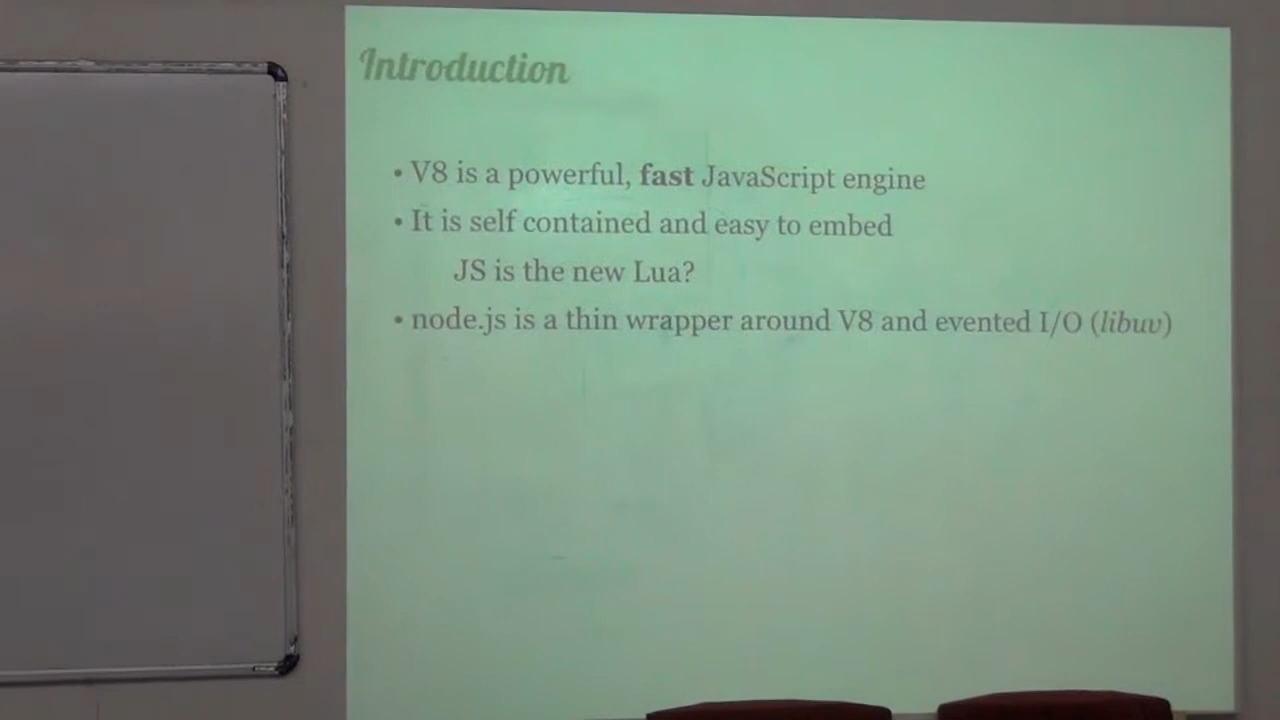 Introduction
• V8 is a powerful, fast JavaScript engine
• It is self contained and easy to embed
JS is the new Lua?
• node.js is a thin wrapper around V8 and evented I/O (libuv)